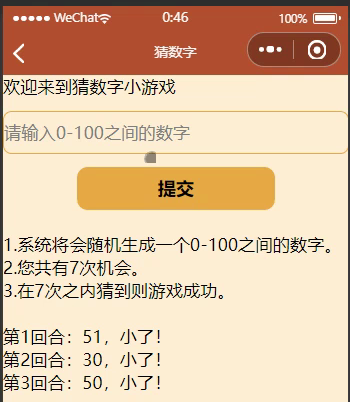 WeChat 0:46 100%
猜数字
欢迎来到猜数字小游戏
请输入0-100之间的数字
提交
1.系统将会随机生成一个0-100之间的数字。
2.您共有7次机会。
3.在7次之内猜到则游戏成功。
第1回合：51，小了！
第2回合：30，小了！
第3回合：50，小了！